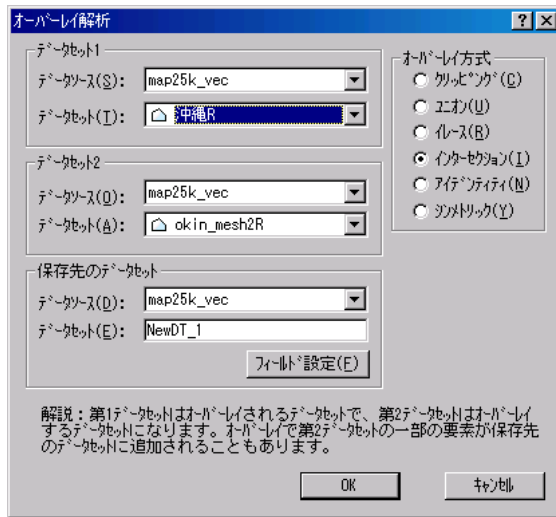 オーバーレイ解析
データセット1
データソース(S): map25k_vec
データセット(T): 沖縄R
データセット2
データソース(O): map25k_vec
データセット(A): okin_mesh2R
保存先のデータセット
データソース(D): map25k_vec
データセット(E): NewDT_1
フィールド設定(F)
オーバーレイ方式
クリッピング(C)
ユニオン(U)
イレース(R)
インターセクション(I)
アイデンティティ(N)
シンメトリック(Y)
解説：第1データセットはオーバーレイされるデータセットで、第2データセットはオーバーレイ
するデータセットになります。オーバーレイで第2データセットの一部の要素が保存先
のデータセットに追加されることもあります。
OK
キャンセル